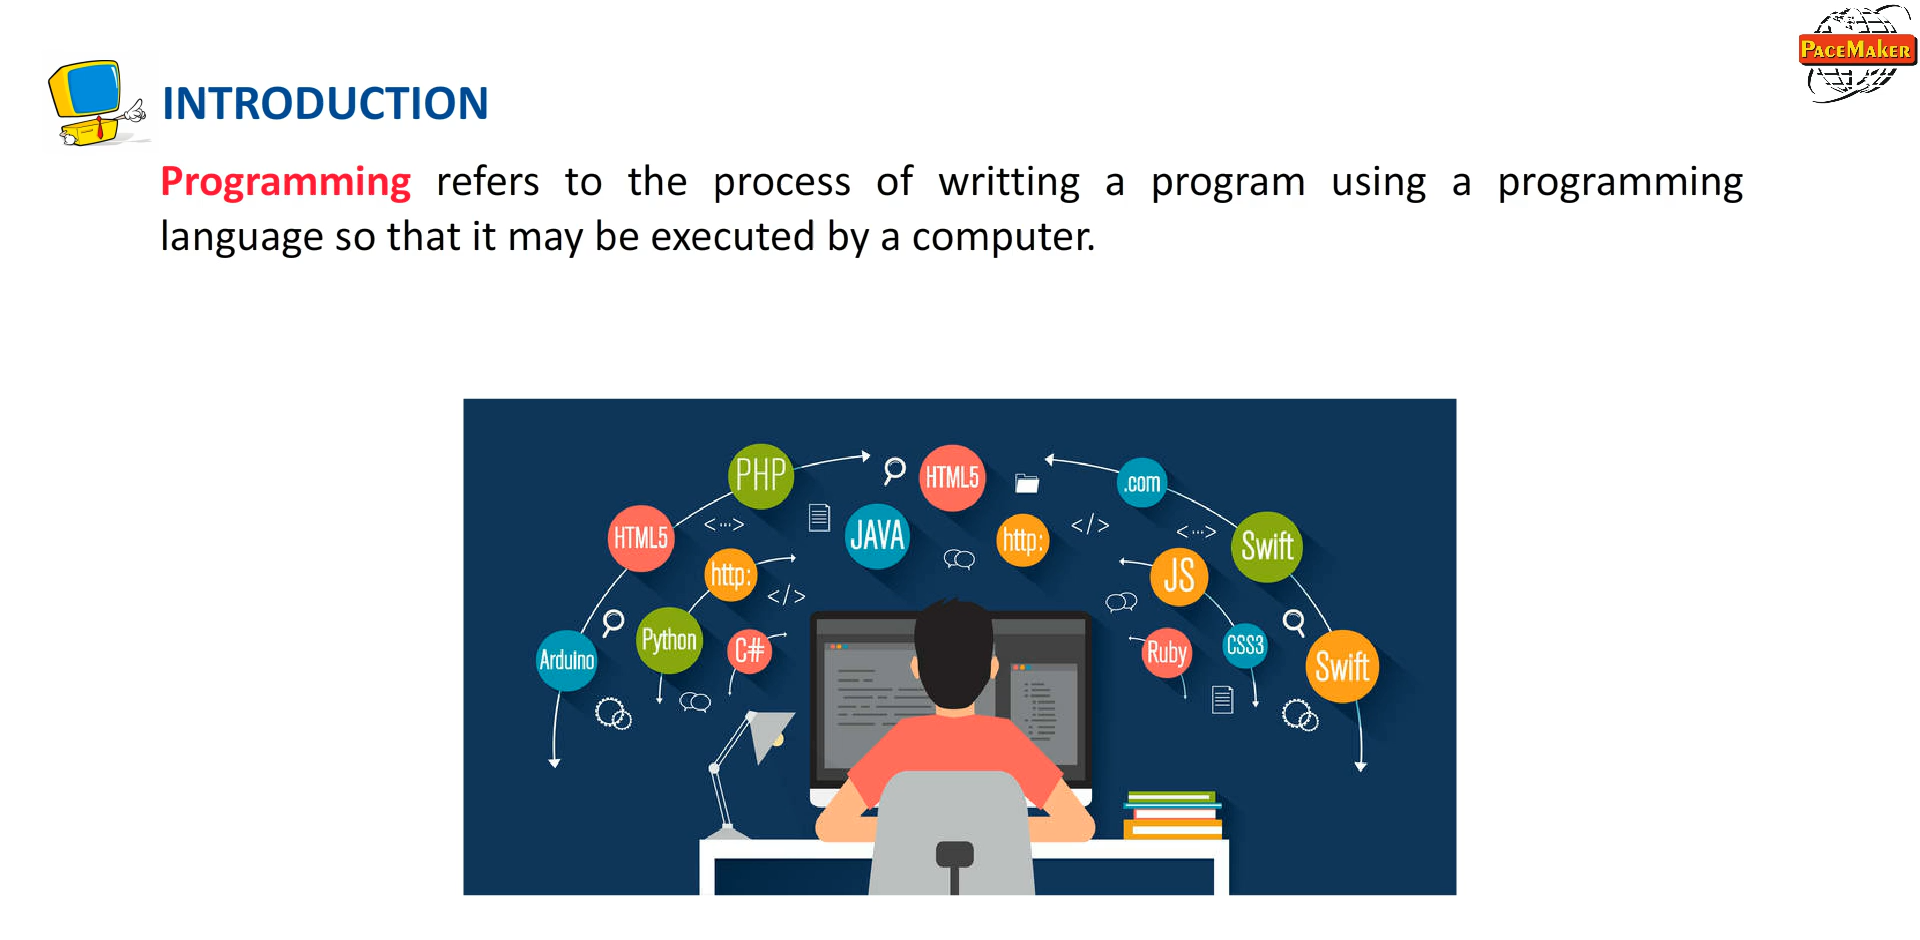 PACEMAKER
INTRODUCTION
Programming refers to the process of writting a program using a programming
language so that it may be executed by a computer.
PHP
HTML5
.com
HTML5
JAVA
http:
Swift
http:
JS
Arduino
Python
C#
Ruby
CSS3
Swift